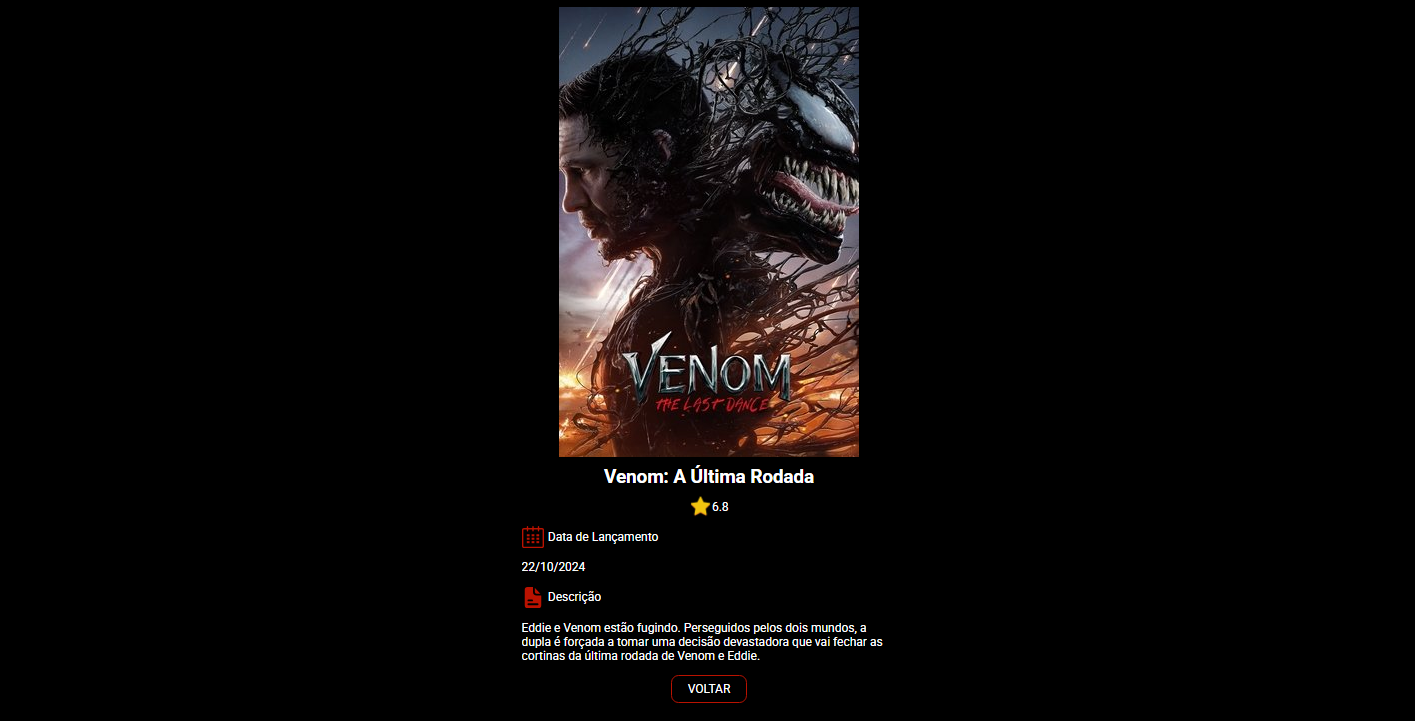 VENOM
THE LAST DANCE
Venom: A Última Rodada
6.8
Data de Lançamento
22/10/2024
Descrição
Eddie e Venom estão fugindo. Perseguidos pelos dois mundos, a
dupla é forçada a tomar uma decisão devastadora que vai fechar as
cortinas da última rodada de Venom e Eddie.
VOLTAR